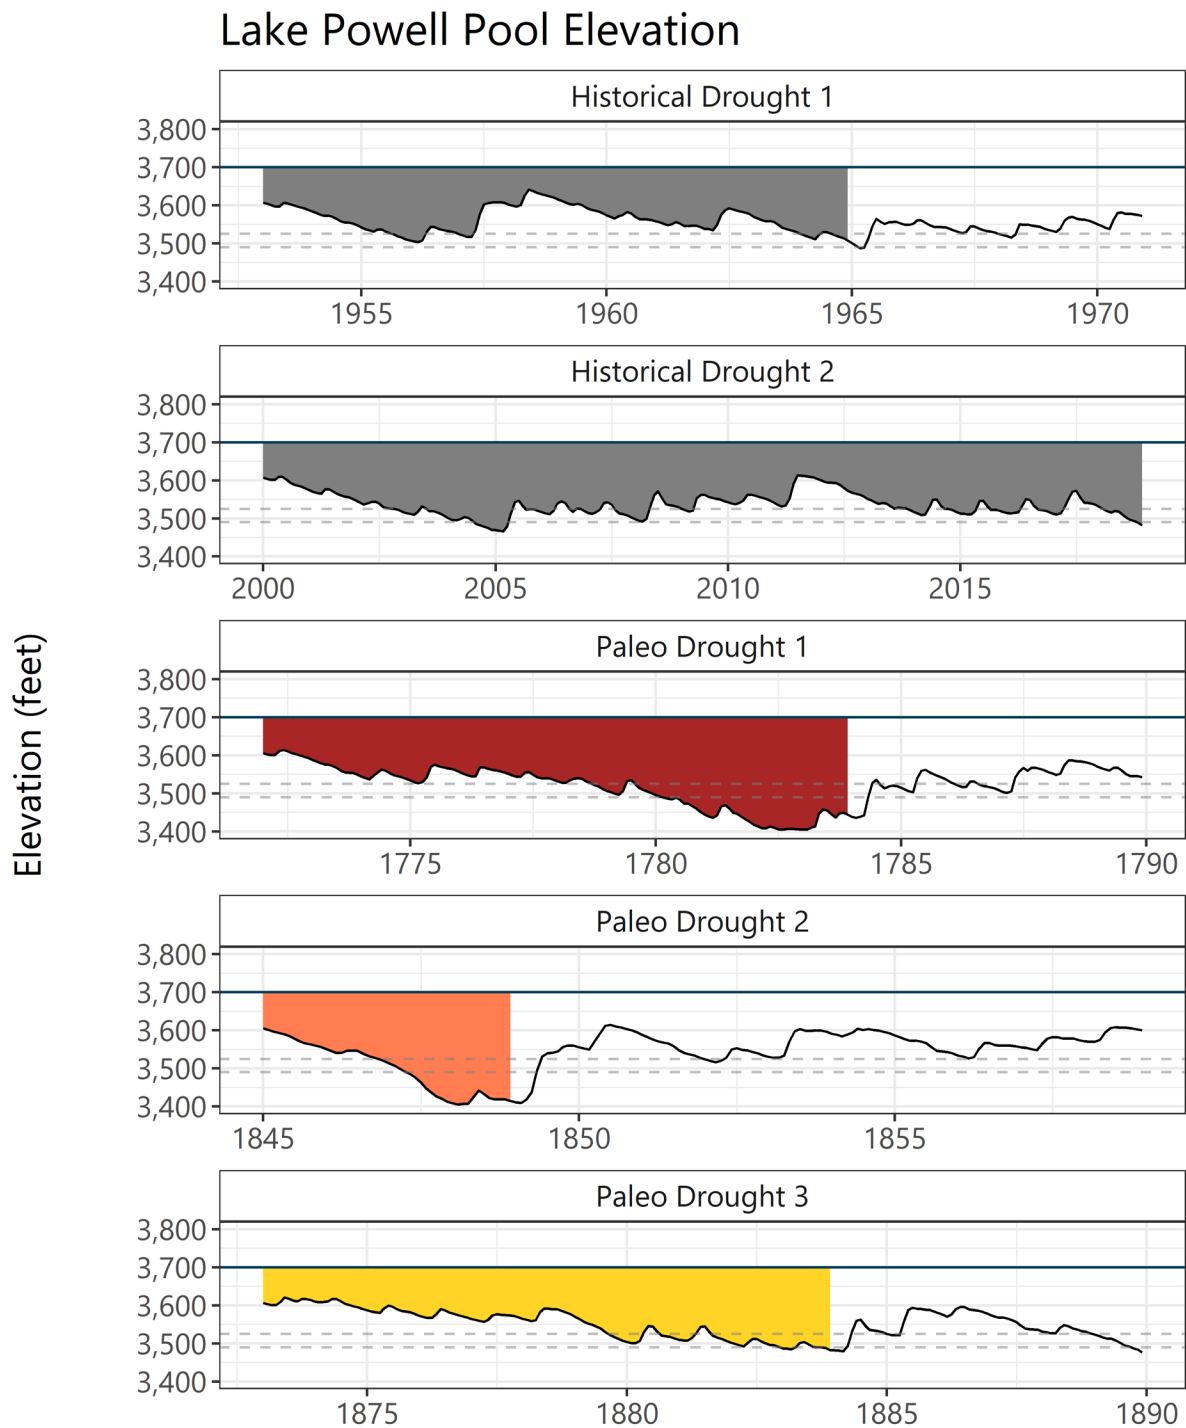 Lake Powell Pool Elevation
Elevation (feet)
Historical Drought 1
3,800
3,700
3,600
3,500
3,400
1955 1960 1965 1970
Historical Drought 2
3,800
3,700
3,600
3,500
3,400
2000 2005 2010 2015
Paleo Drought 1
3,800
3,700
3,600
3,500
3,400
1775 1780 1785 1790
Paleo Drought 2
3,800
3,700
3,600
3,500
3,400
1845 1850 1855
Paleo Drought 3
3,800
3,700
3,600
3,500
3,400
1875 1880 1885 1890